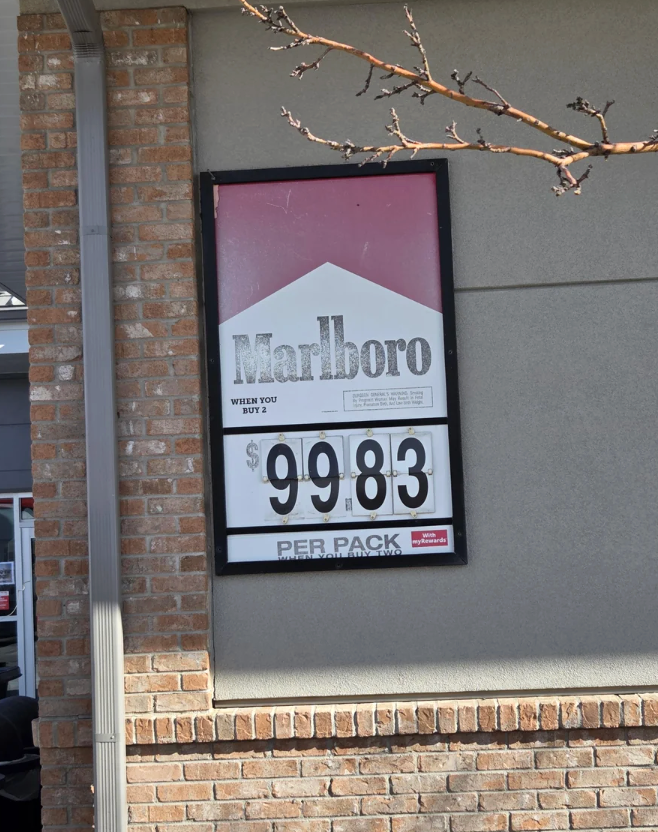 Marlboro
WHEN YOU
BUY 2
$99.83
PER PACK
WHEN YOU BUY TWO
With
myRewards